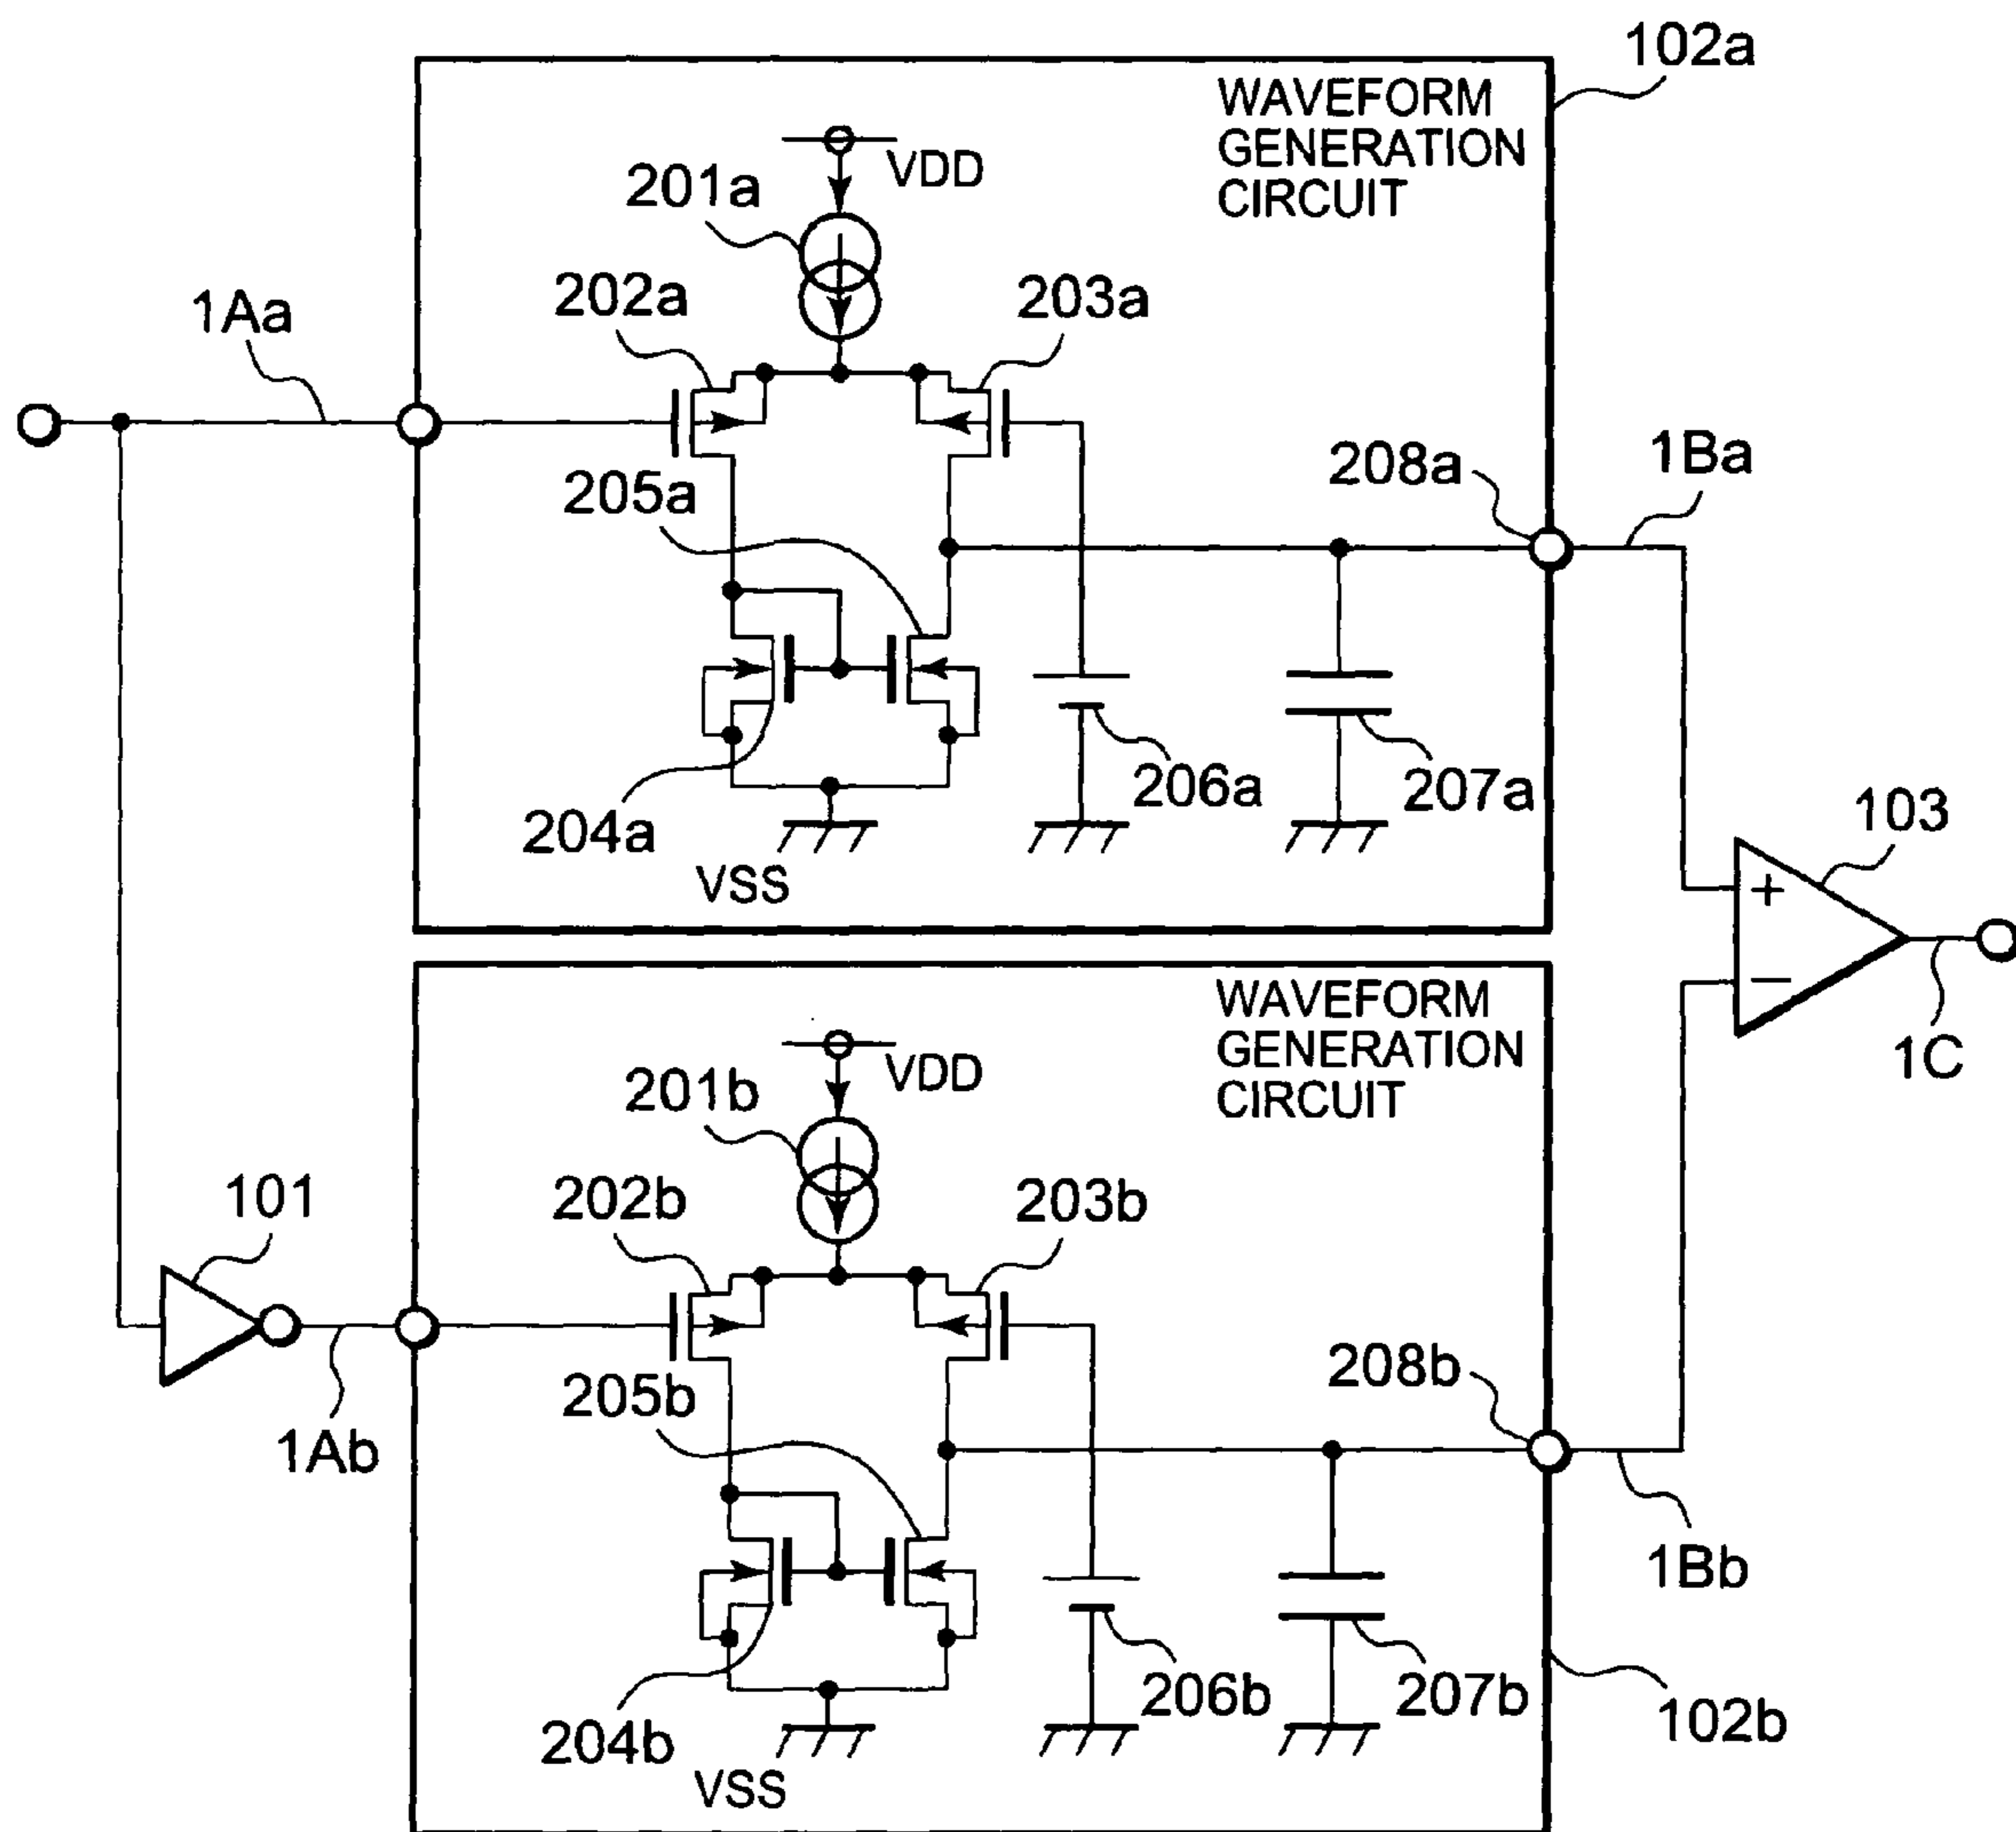 102a
WAVEFORM
GENERATION
CIRCUIT
VDD
201a
202a
203a
1Aa
205a
208a
1Ba
204a
206a
207a
VSS
103
+
−
1C
WAVEFORM
GENERATION
CIRCUIT
VDD
201b
202b
203b
101
1Ab
205b
208b
1Bb
204b
206b
207b
102b
VSS